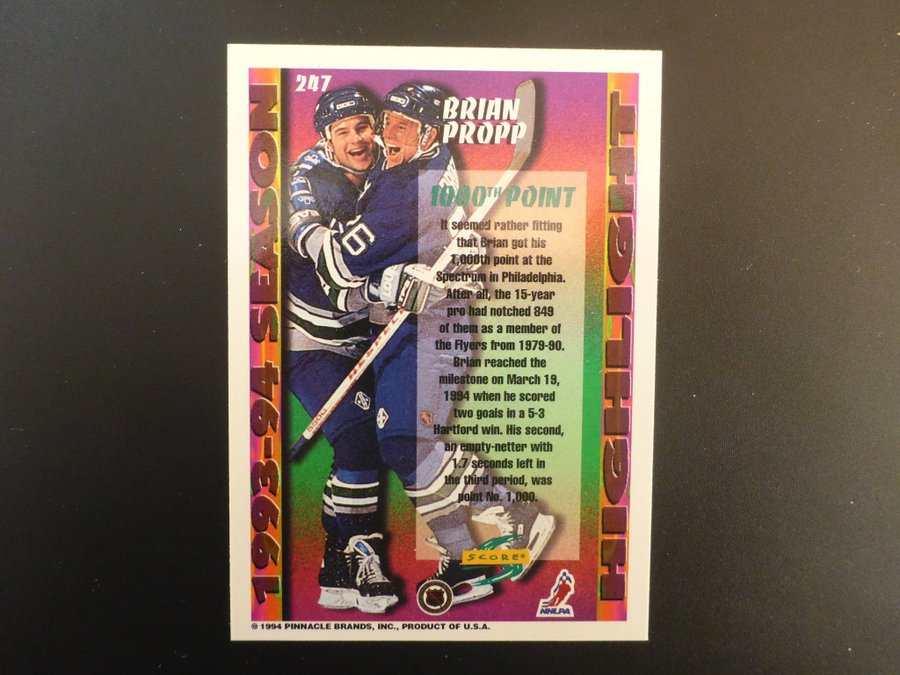 247
BRIAN
PROPP
1000TH POINT
It seemed rather fitting
that Brian got his
1,000th point at the
Spectrum in Philadelphia.
After all, the 15-year
pro had notched 849
of them as a member of
the Flyers from 1979-90.
Brian reached the
milestone on March 19,
1994 when he scored
two goals in a 5-3
Hartford win. His second,
an empty-netter with
1.7 seconds left in
the third period, was
point No. 1,000.
1993-94 SEASON
HIGHLIGHT
SCORE®
NHLPA
© 1994 PINNACLE BRANDS, INC., PRODUCT OF U.S.A.